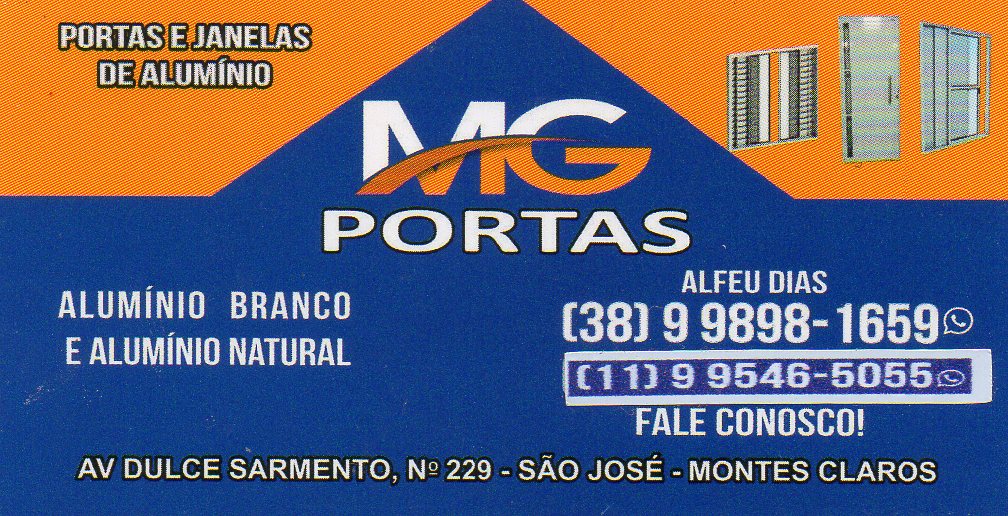 PORTAS E JANELAS
DE ALUMÍNIO
MG
PORTAS
ALUMÍNIO BRANCO
E ALUMÍNIO NATURAL
ALFEU DIAS
(38) 9 9898-1659
(11) 9 9546-5055
FALE CONOSCO!
AV DULCE SARMENTO, Nº 229 - SÃO JOSÉ - MONTES CLAROS